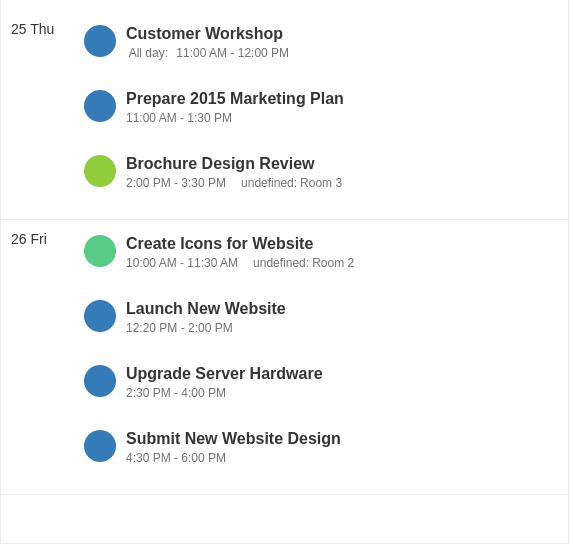 25 Thu
Customer Workshop
All day: 11:00 AM - 12:00 PM
Prepare 2015 Marketing Plan
11:00 AM - 1:30 PM
Brochure Design Review
2:00 PM - 3:30 PM undefined: Room 3
26 Fri
Create Icons for Website
10:00 AM - 11:30 AM undefined: Room 2
Launch New Website
12:20 PM - 2:00 PM
Upgrade Server Hardware
2:30 PM - 4:00 PM
Submit New Website Design
4:30 PM - 6:00 PM